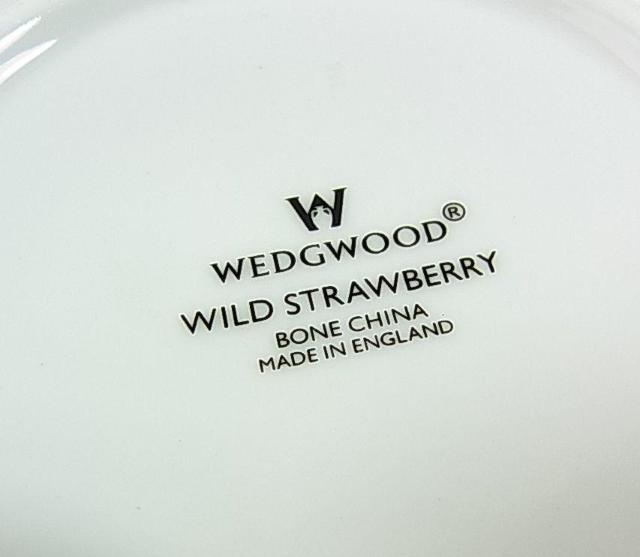 W
WEDGWOOD®
WILD STRAWBERRY
BONE CHINA
MADE IN ENGLAND